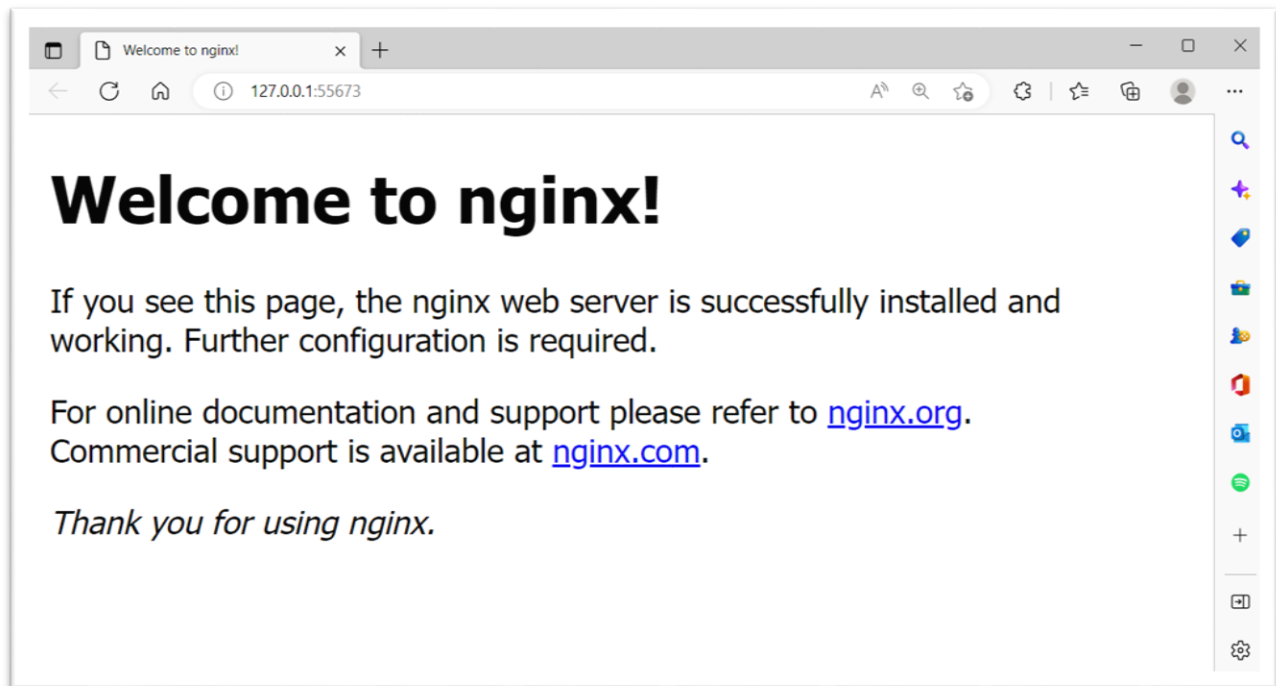 Welcome to nginx!
127.0.0.1:55673
Welcome to nginx!
If you see this page, the nginx web server is successfully installed and
working. Further configuration is required.
For online documentation and support please refer to nginx.org.
Commercial support is available at nginx.com.
Thank you for using nginx.